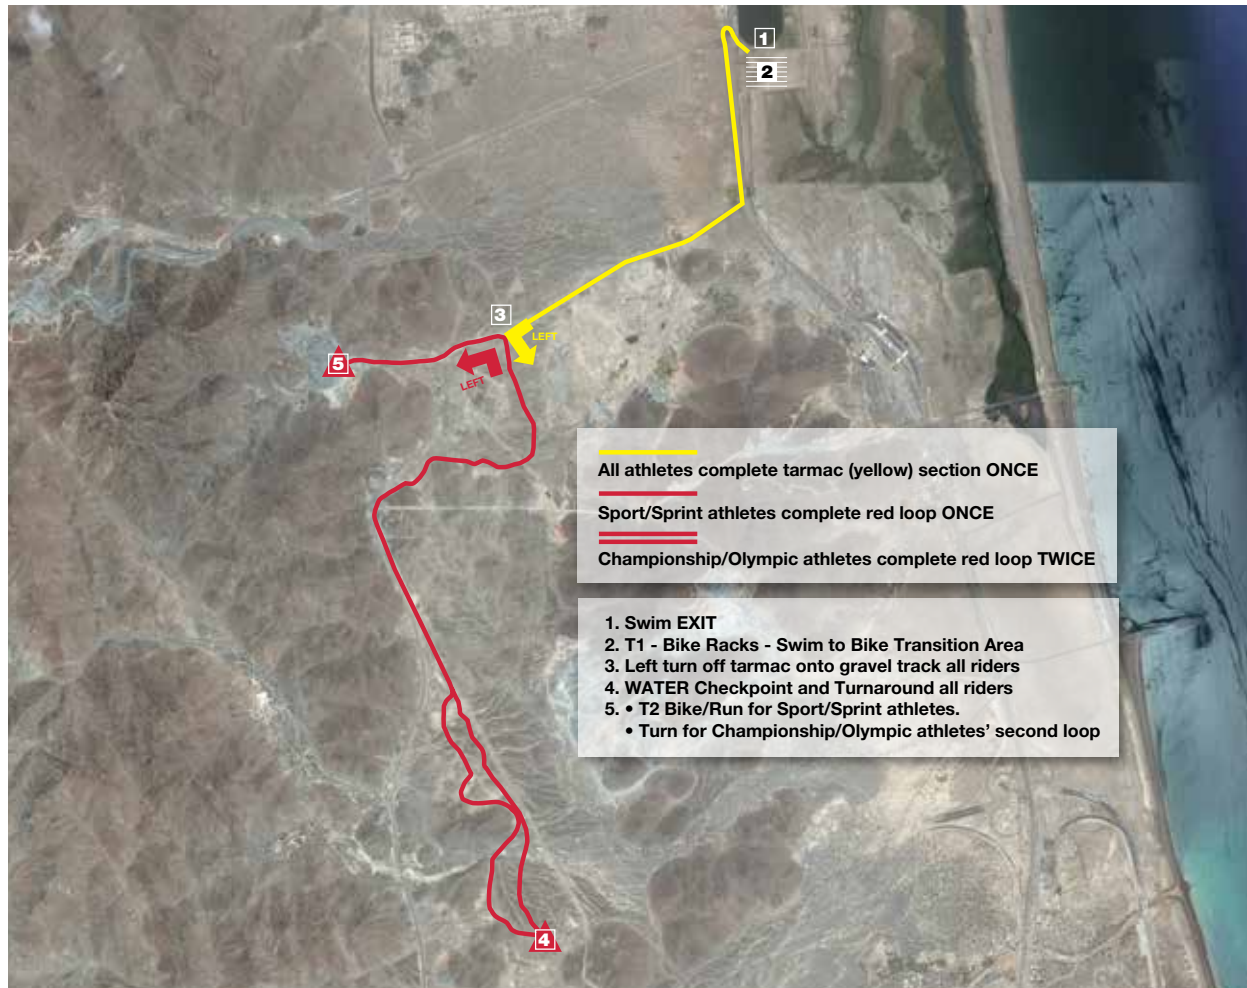 1
2
3
LEFT
5
LEFT
All athletes complete tarmac (yellow) section ONCE
Sport/Sprint athletes complete red loop ONCE
Championship/Olympic athletes complete red loop TWICE
1. Swim EXIT
2. T1 - Bike Racks - Swim to Bike Transition Area
3. Left turn off tarmac onto gravel track all riders
4. WATER Checkpoint and Turnaround all riders
5. • T2 Bike/Run for Sport/Sprint athletes.
• Turn for Championship/Olympic athletes’ second loop
4